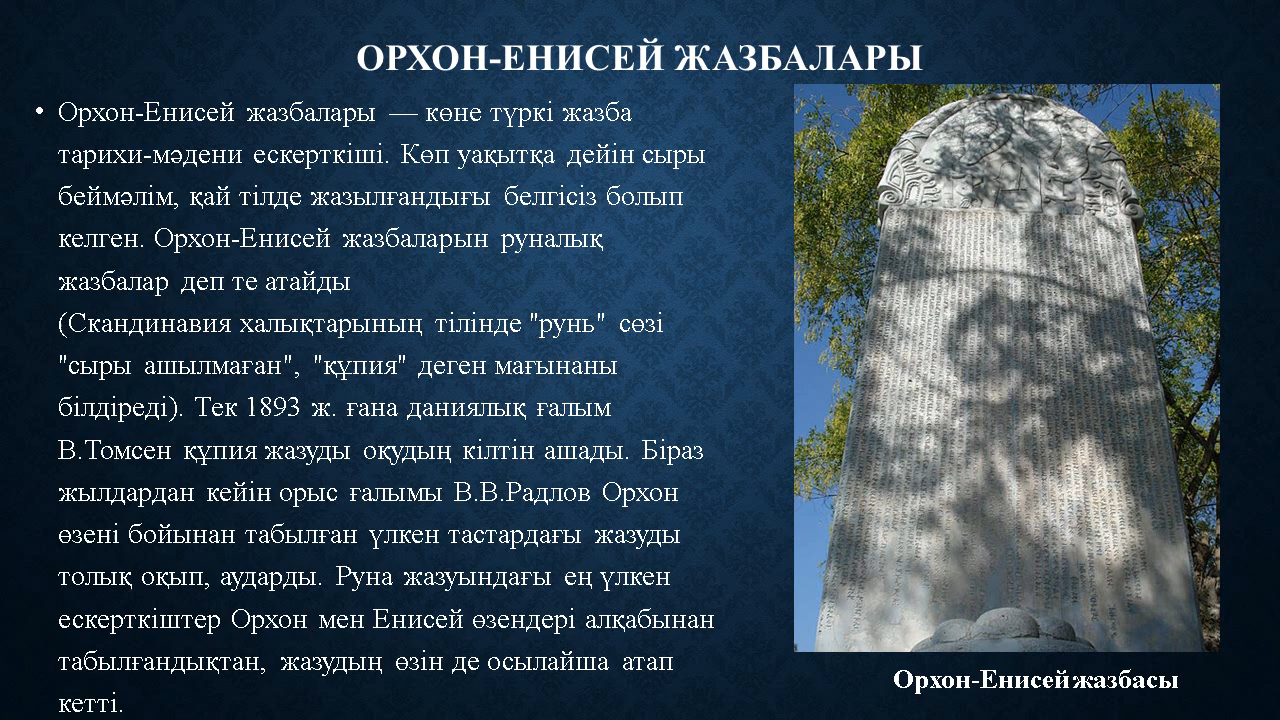 ОРХОН-ЕНИСЕЙ ЖАЗБАЛАРЫ
• Орхон-Енисей жазбалары — көне түркі жазба
тарихи-мәдени ескерткіші. Көп уақытқа дейін сыры
беймәлім, қай тілде жазылғандығы белгісіз болып
келген. Орхон-Енисей жазбаларын руналық
жазбалар деп те атайды
(Скандинавия халықтарының тілінде "рунь" сөзі
"сыры ашылмаған", "құпия" деген мағынаны
білдіреді). Тек 1893 ж. ғана даниялық ғалым
В.Томсен құпия жазуды оқудың кілтін ашады. Біраз
жылдардан кейін орыс ғалымы В.В.Радлов Орхон
өзені бойынан табылған үлкен тастардағы жазуды
толық оқып, аударды. Руна жазуындағы ең үлкен
ескерткіштер Орхон мен Енисей өзендері алқабынан
табылғандықтан, жазудың өзін де осылайша атап
кетті.
Орхон-Енисей жазбасы